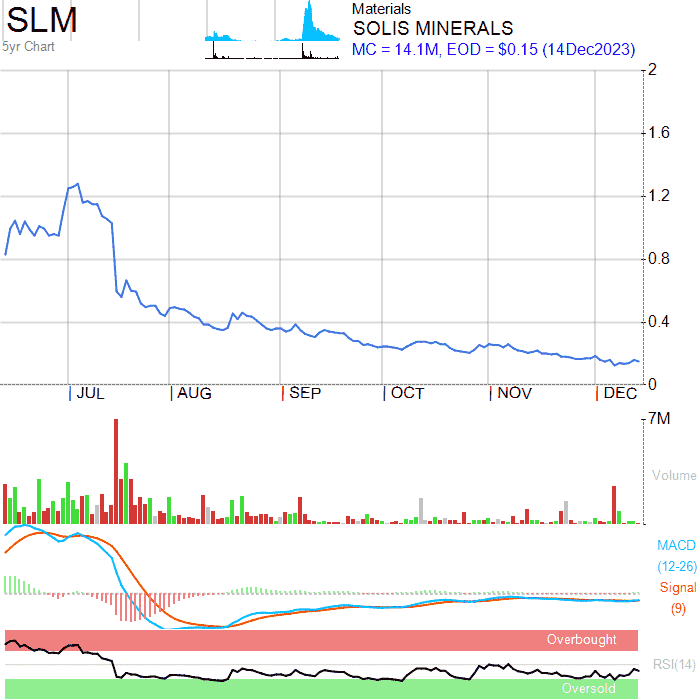 SLM
5yr Chart
Materials
SOLIS MINERALS
MC = 14.1M, EOD = $0.15 (14Dec2023)
2
1.6
1.2
0.8
0.4
0
JUL AUG SEP OCT NOV DEC
7M
Volume
MACD
(12-26)
Signal
(9)
Overbought
RSI(14)
Oversold